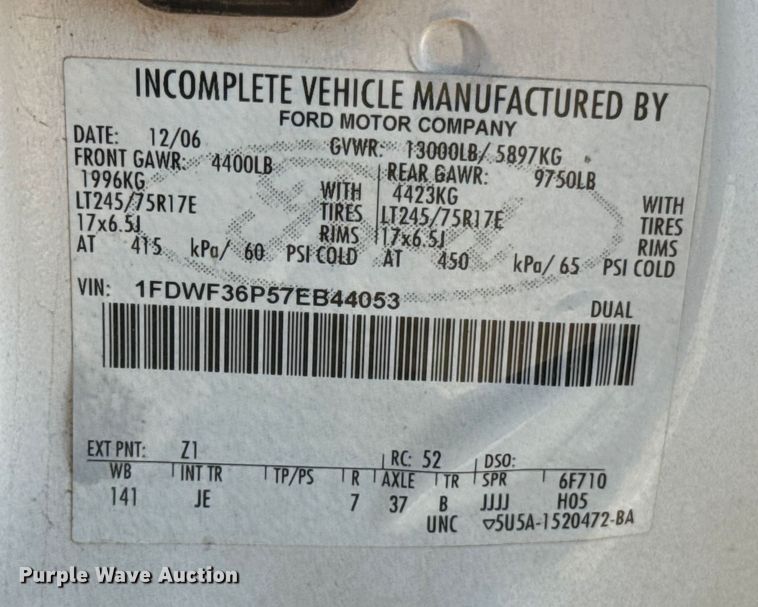 INCOMPLETE VEHICLE MANUFACTURED BY
FORD MOTOR COMPANY
DATE: 12/06 GVWR: 13000LB/ 5897KG
FRONT GAWR: 4400LB REAR GAWR: 9750LB
1996KG WITH 4423KG WITH
LT245/75R17E TIRES LT245/75R17E TIRES
17x6.5J RIMS 17x6.5J RIMS
AT 415 kPa/ 60 PSI COLD AT 450 kPa/ 65 PSI COLD
VIN: 1FDWF36P57EB44053
DUAL
EXT PNT: Z1 RC: 52 DSO:
WB INT TR TP/PS R AXLE TR SPR 6F710
141 JE 7 37 B JJJJ H05
UNC ▽5U5A-1520472-BA
Purple Wave Auction